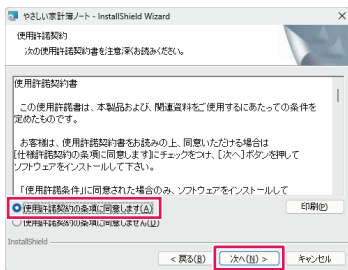 やさしい家計簿ノート - InstallShield Wizard
使用許諾契約
次の使用許諾契約書を注意深くお読みください。
使用許諾契約書
この使用許諾書は、本製品および、関連資料をご使用するにあたっての条件を
定めたものです。
お客様は、使用許諾契約書をお読みの上、同意いただける場合は
[仕様許諾契約の条項に同意します]にチェックをつけ、[次へ]ボタンを押して
ソフトウェアをインストールして下さい。
「使用許諾条件」に同意された場合のみ、ソフトウェアをインストールして
使用許諾契約の条項に同意します(A)
使用許諾契約の条項に同意しません(D)
印刷(P)
InstallShield
< 戻る(B)
次へ(N) >
キャンセル